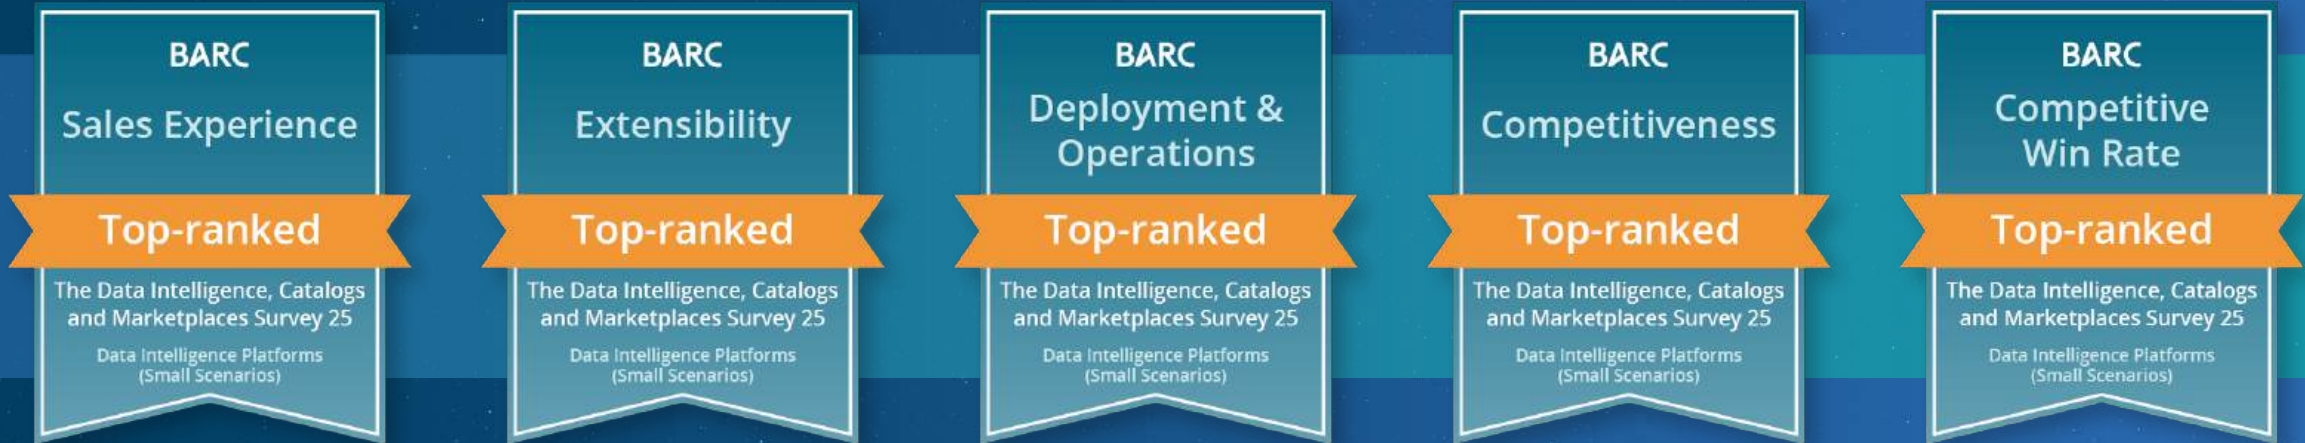 BARC
Sales Experience
Top-ranked
The Data Intelligence, Catalogs
and Marketplaces Survey 25
Data Intelligence Platforms
(Small Scenarios)
BARC
Extensibility
Top-ranked
The Data Intelligence, Catalogs
and Marketplaces Survey 25
Data Intelligence Platforms
(Small Scenarios)
BARC
Deployment &
Operations
Top-ranked
The Data Intelligence, Catalogs
and Marketplaces Survey 25
Data Intelligence Platforms
(Small Scenarios)
BARC
Competitiveness
Top-ranked
The Data Intelligence, Catalogs
and Marketplaces Survey 25
Data Intelligence Platforms
(Small Scenarios)
BARC
Competitive
Win Rate
Top-ranked
The Data Intelligence, Catalogs
and Marketplaces Survey 25
Data Intelligence Platforms
(Small Scenarios)